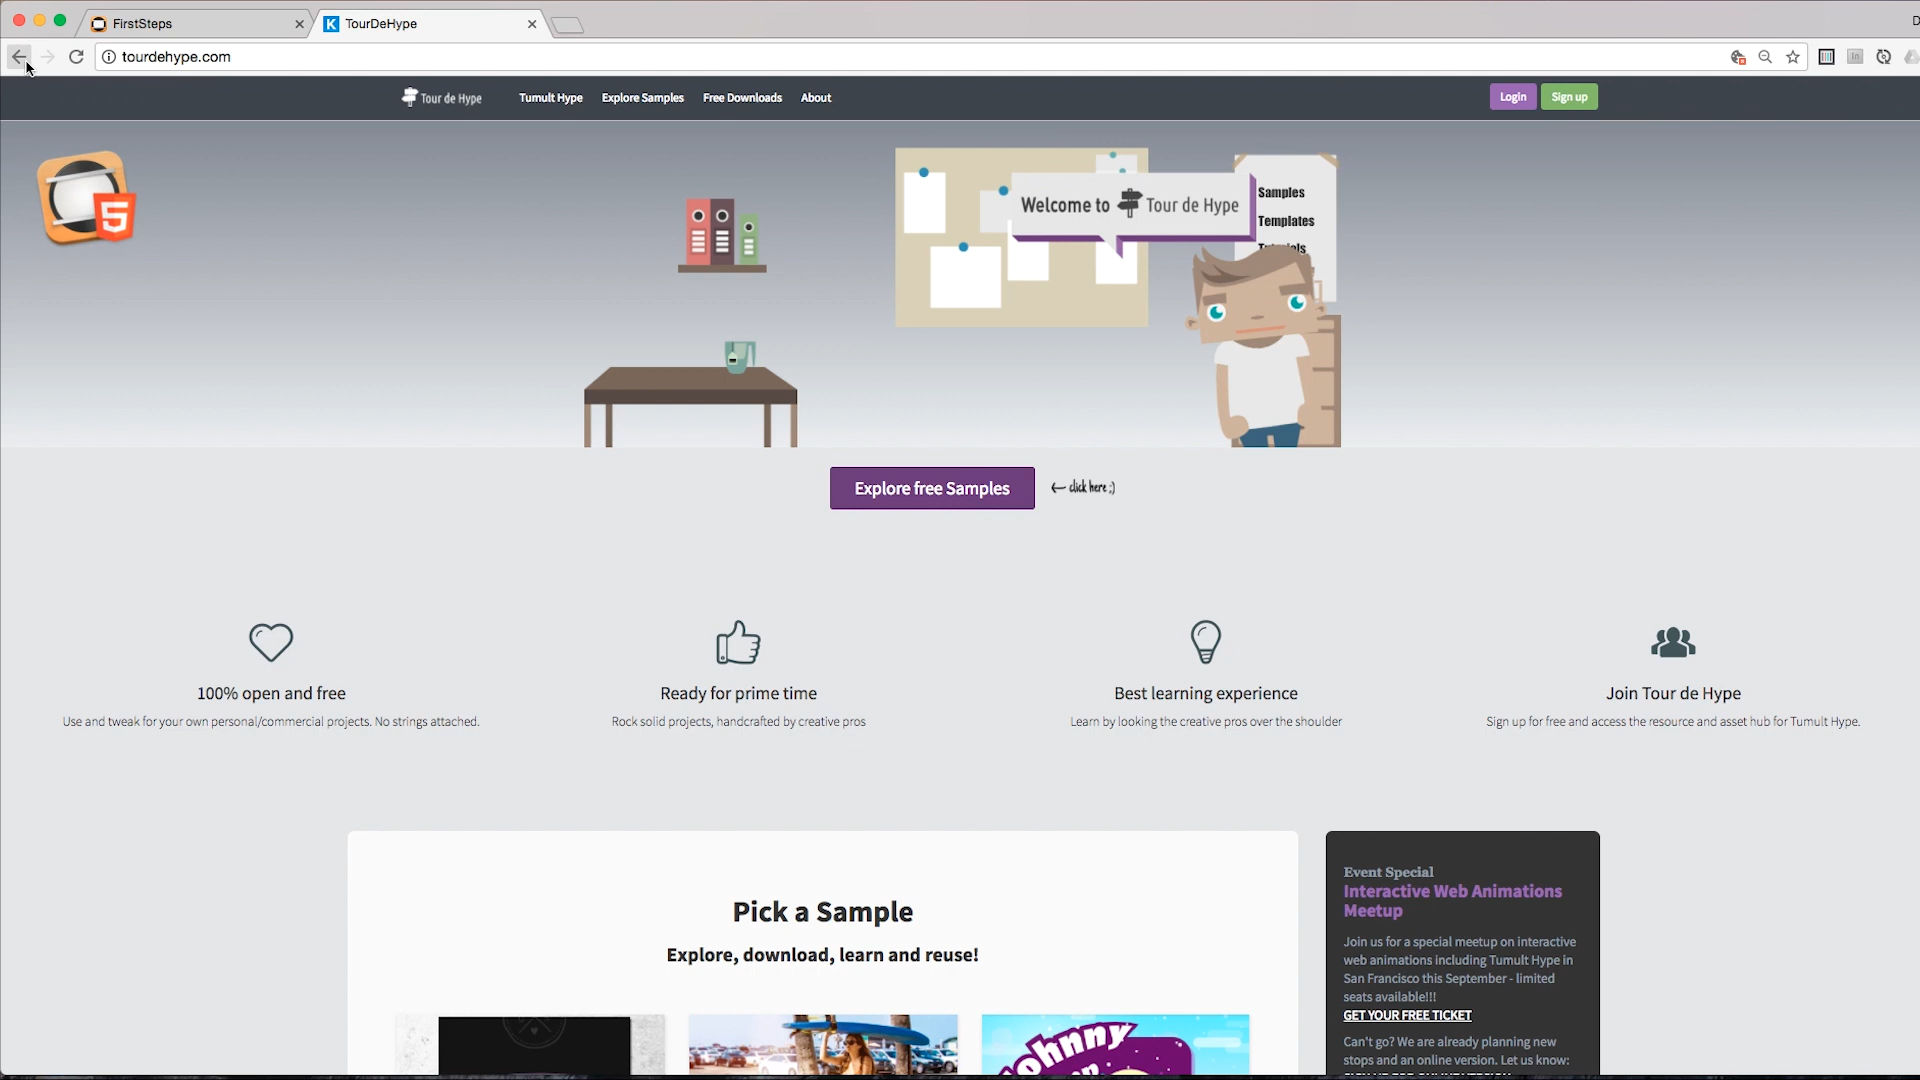 FirstSteps
TourDeHype
tourdehype.com
Tour de Hype
Tumult Hype
Explore Samples
Free Downloads
About
Login
Sign up
5
Welcome to Tour de Hype
Samples
Templates
Explore free Samples
click here ;)
100% open and free
Use and tweak for your own personal/commercial projects. No strings attached.
Ready for prime time
Rock solid projects, handcrafted by creative pros
Best learning experience
Learn by looking the creative pros over the shoulder
Join Tour de Hype
Sign up for free and access the resource and asset hub for Tumult Hype.
Pick a Sample
Explore, download, learn and reuse!
Johnny
Event Special
Interactive Web Animations
Meetup
Join us for a special meetup on interactive
web animations including Tumult Hype in
San Francisco this September - limited
seats available!!!
GET YOUR FREE TICKET
Can't go? We are already planning new
stops and an online version. Let us know: